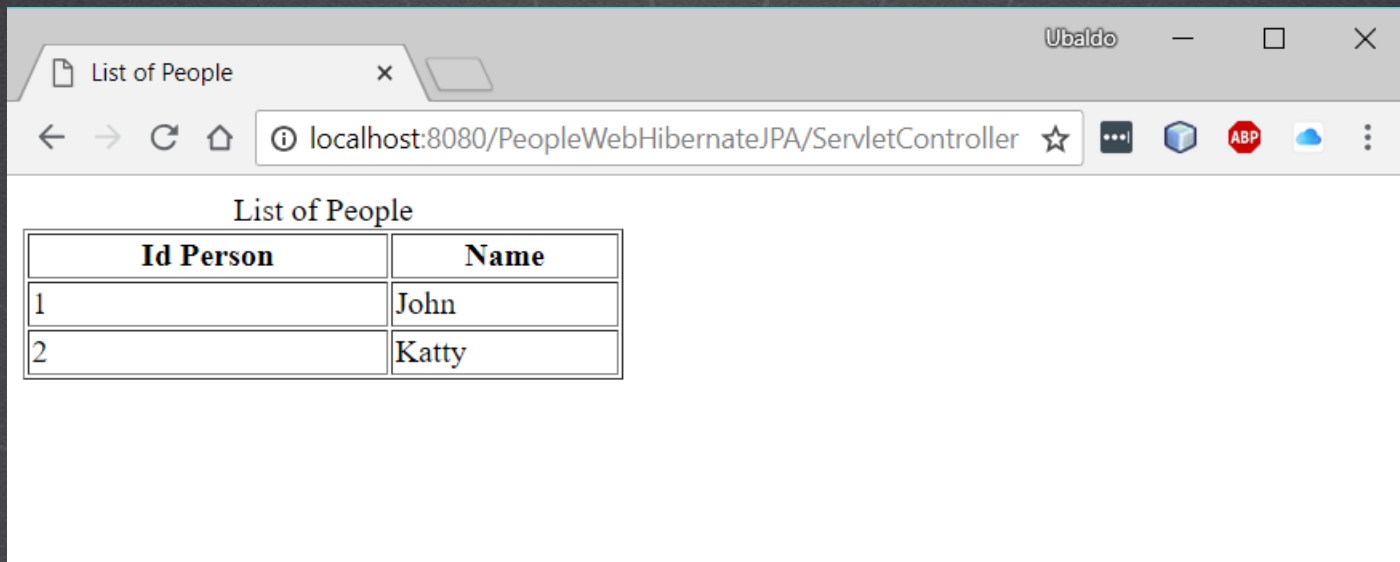 Ubaldo
List of People
localhost:8080/PeopleWebHibernateJPA/ServletController
ABP
List of People
Id Person Name
1 John
2 Katty